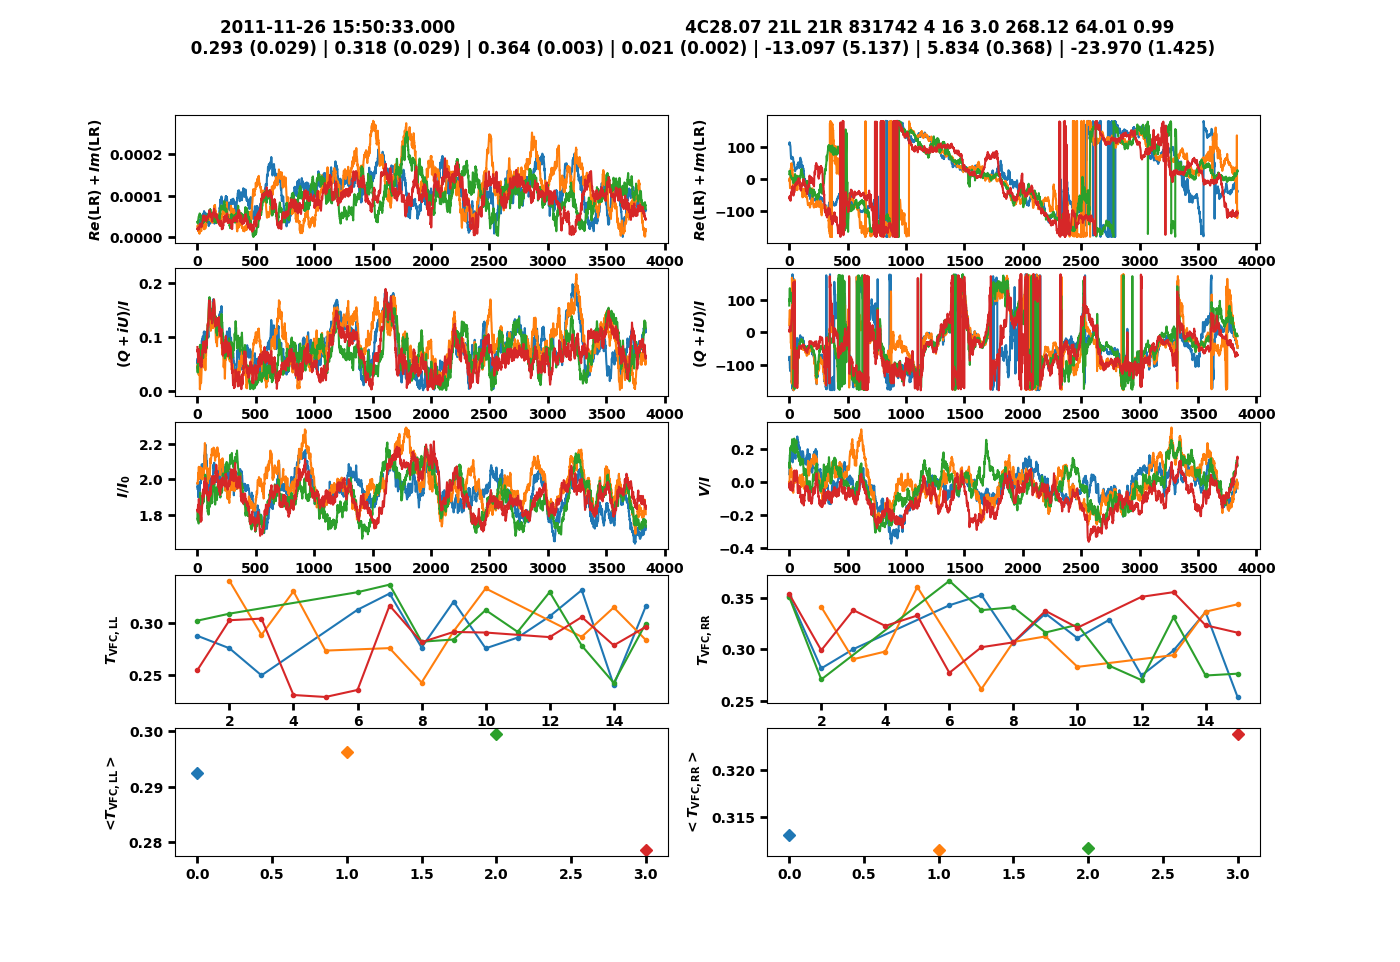 2011-11-26 15:50:33.000 4C28.07 21L 21R 831742 4 16 3.0 268.12 64.01 0.99
0.293 (0.029) | 0.318 (0.029) | 0.364 (0.003) | 0.021 (0.002) | -13.097 (5.137) | 5.834 (0.368) | -23.970 (1.425)
Re(LR) + Im(LR)
0.0002
0.0001
0.0000
0 500 1000 1500 2000 2500 3000 3500 4000
Re(LR) + Im(LR)
100
0
−100
0 500 1000 1500 2000 2500 3000 3500 4000
(Q + iU)/I
0.2
0.1
0.0
0 500 1000 1500 2000 2500 3000 3500 4000
(Q + iU)/I
100
0
−100
0 500 1000 1500 2000 2500 3000 3500 4000
I/I0
2.2
2.0
1.8
0 500 1000 1500 2000 2500 3000 3500 4000
V/I
0.2
0.0
−0.2
−0.4
0 500 1000 1500 2000 2500 3000 3500 4000
TVFC, LL
0.30
0.25
2 4 6 8 10 12 14
TVFC, RR
0.35
0.30
0.25
2 4 6 8 10 12 14
<TVFC, LL>
0.30
0.29
0.28
0.0 0.5 1.0 1.5 2.0 2.5 3.0
< TVFC, RR >
0.320
0.315
0.0 0.5 1.0 1.5 2.0 2.5 3.0